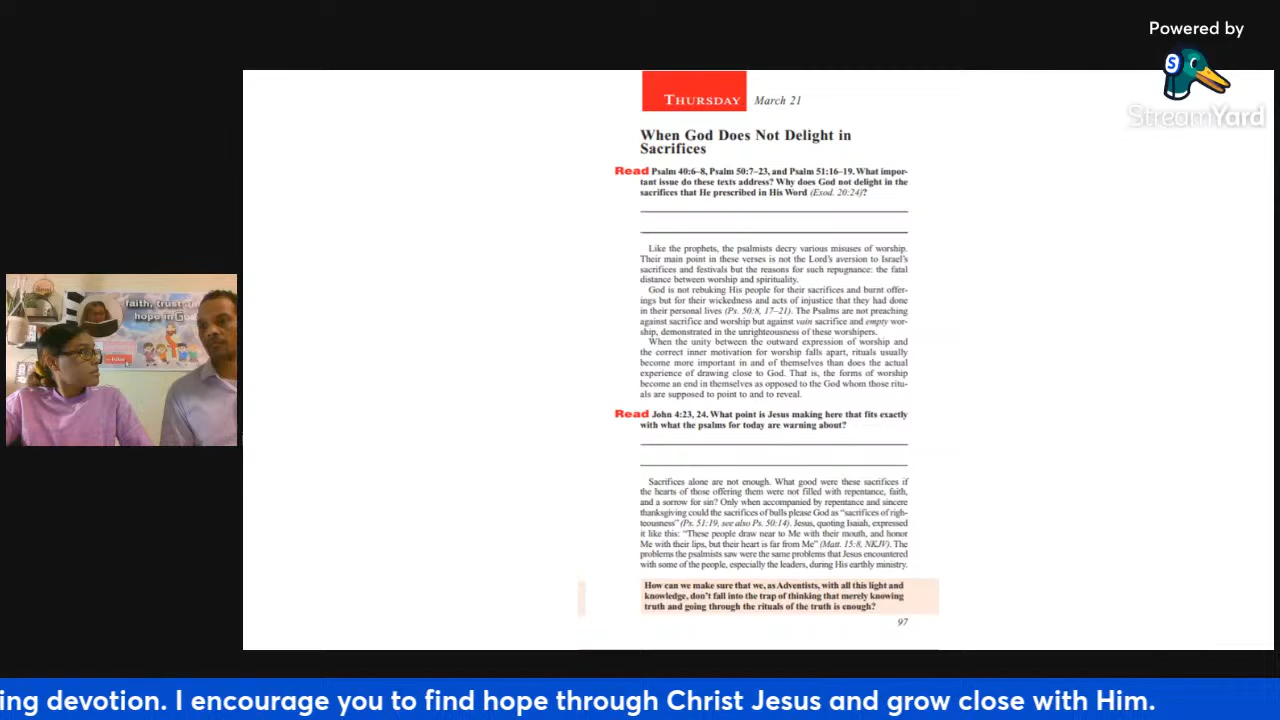 Powered by
S
StreamYard
THURSDAY March 21
When God Does Not Delight in
Sacrifices
Read Psalm 40:6–8, Psalm 50:7–23, and Psalm 51:16–19. What impor-
tant issue do these texts address? Why does God not delight in the
sacrifices that He prescribed in His Word (Exod. 20:24)?
Like the prophets, the psalmists decry various misuses of worship.
Their main point in these verses is not the Lord's aversion to Israel's
sacrifices and festivals but the reasons for such repugnance: the fatal
distance between worship and spirituality.
God is not rebuking His people for their sacrifices and burnt offer-
ings but for their wickedness and acts of injustice that they had done
in their personal lives (Ps. 50:8, 17–21). The Psalms are not preaching
against sacrifice and worship but against vain sacrifice and empty wor-
ship, demonstrated in the unrighteousness of these worshipers.
When the unity between the outward expression of worship and
the correct inner motivation for worship falls apart, rituals usually
become more important in and of themselves than does the actual
experience of drawing close to God. That is, the forms of worship
become an end in themselves as opposed to the God whom those ritu-
als are supposed to point to and to reveal.
Read John 4:23, 24. What point is Jesus making here that fits exactly
with what the psalms for today are warning about?
Sacrifices alone are not enough. What good were these sacrifices if
the hearts of those offering them were not filled with repentance, faith,
and a sorrow for sin? Only when accompanied by repentance and sincere
thanksgiving could the sacrifices of bulls please God as “sacrifices of righ-
teousness” (Ps. 51:19, see also Ps. 50:14). Jesus, quoting Isaiah, expressed
it like this: “These people draw near to Me with their mouth, and honor
Me with their lips, but their heart is far from Me” (Matt. 15:8, NKJV). The
problems the psalmists saw were the same problems that Jesus encountered
with some of the people, especially the leaders, during His earthly ministry.
How can we make sure that we, as Adventists, with all this light and
knowledge, don't fall into the trap of thinking that merely knowing
truth and going through the rituals of the truth is enough?
97
faith, trust
hope in God
ing devotion. I encourage you to find hope through Christ Jesus and grow close with Him.